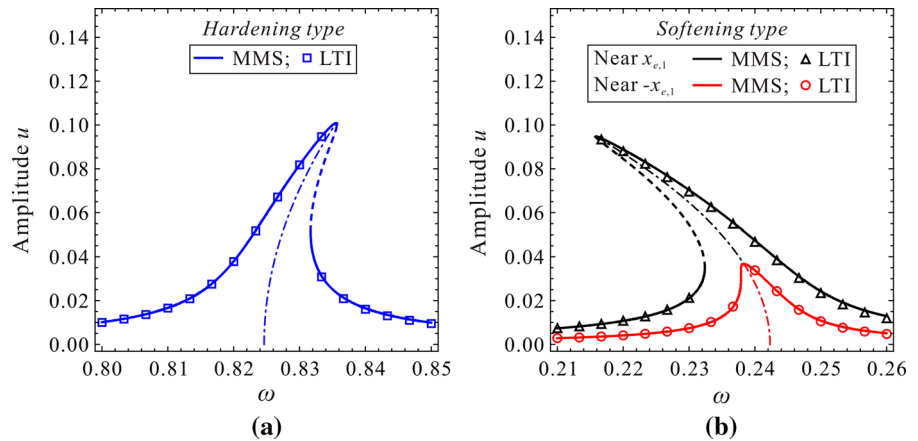 Hardening type
MMS; LTI
Amplitude u
0.14
0.12
0.10
0.08
0.06
0.04
0.02
0.00
0.80 0.81 0.82 0.83 0.84 0.85
ω
(a)
Softening type
Near x_{e,1} MMS; LTI
Near -x_{e,1} MMS; LTI
Amplitude u
0.14
0.12
0.10
0.08
0.06
0.04
0.02
0.00
0.21 0.22 0.23 0.24 0.25 0.26
ω
(b)